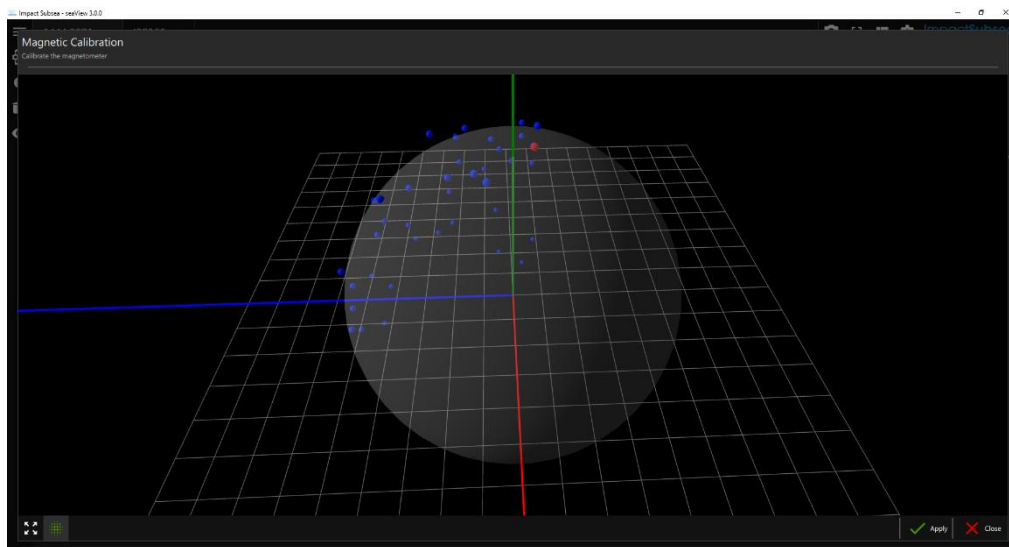 Impact Subsea - seaView 3.0.0
Magnetic Calibration
Calibrate the magnetometer
Apply
Close